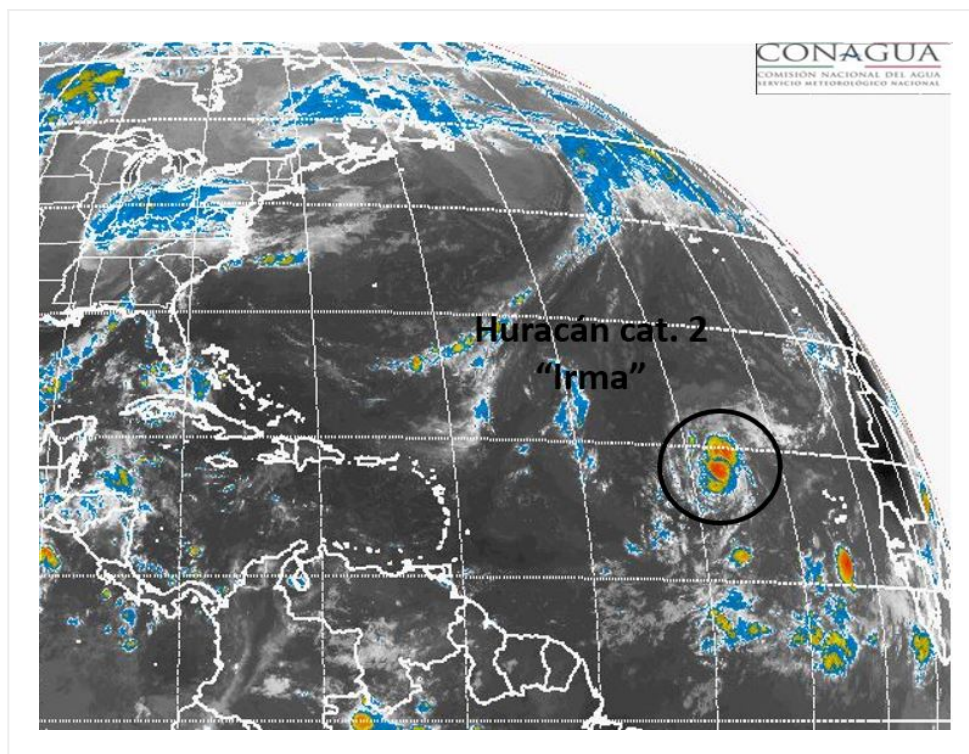 CONAGUA
COMISIÓN NACIONAL DEL AGUA
SERVICIO METEOROLÓGICO NACIONAL
Huracán cat. 2
“Irma”